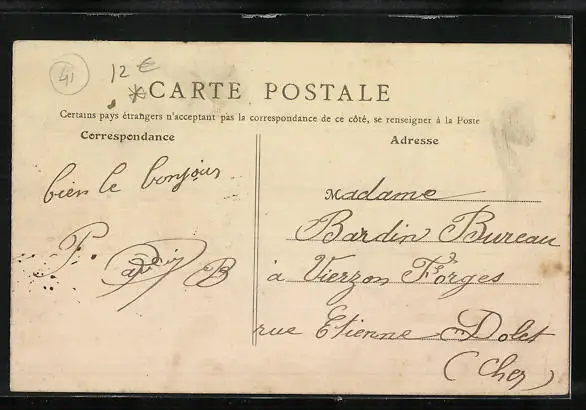 41
12 €
*CARTE POSTALE
Certains pays étrangers n'acceptant pas la correspondance de ce côté, se renseigner à la Poste
Correspondance
Adresse
bien le bonjour
P.
B
Madame
Bardin Bureau
à Vierzon Forges
rue Etienne Dolet
(Cher)